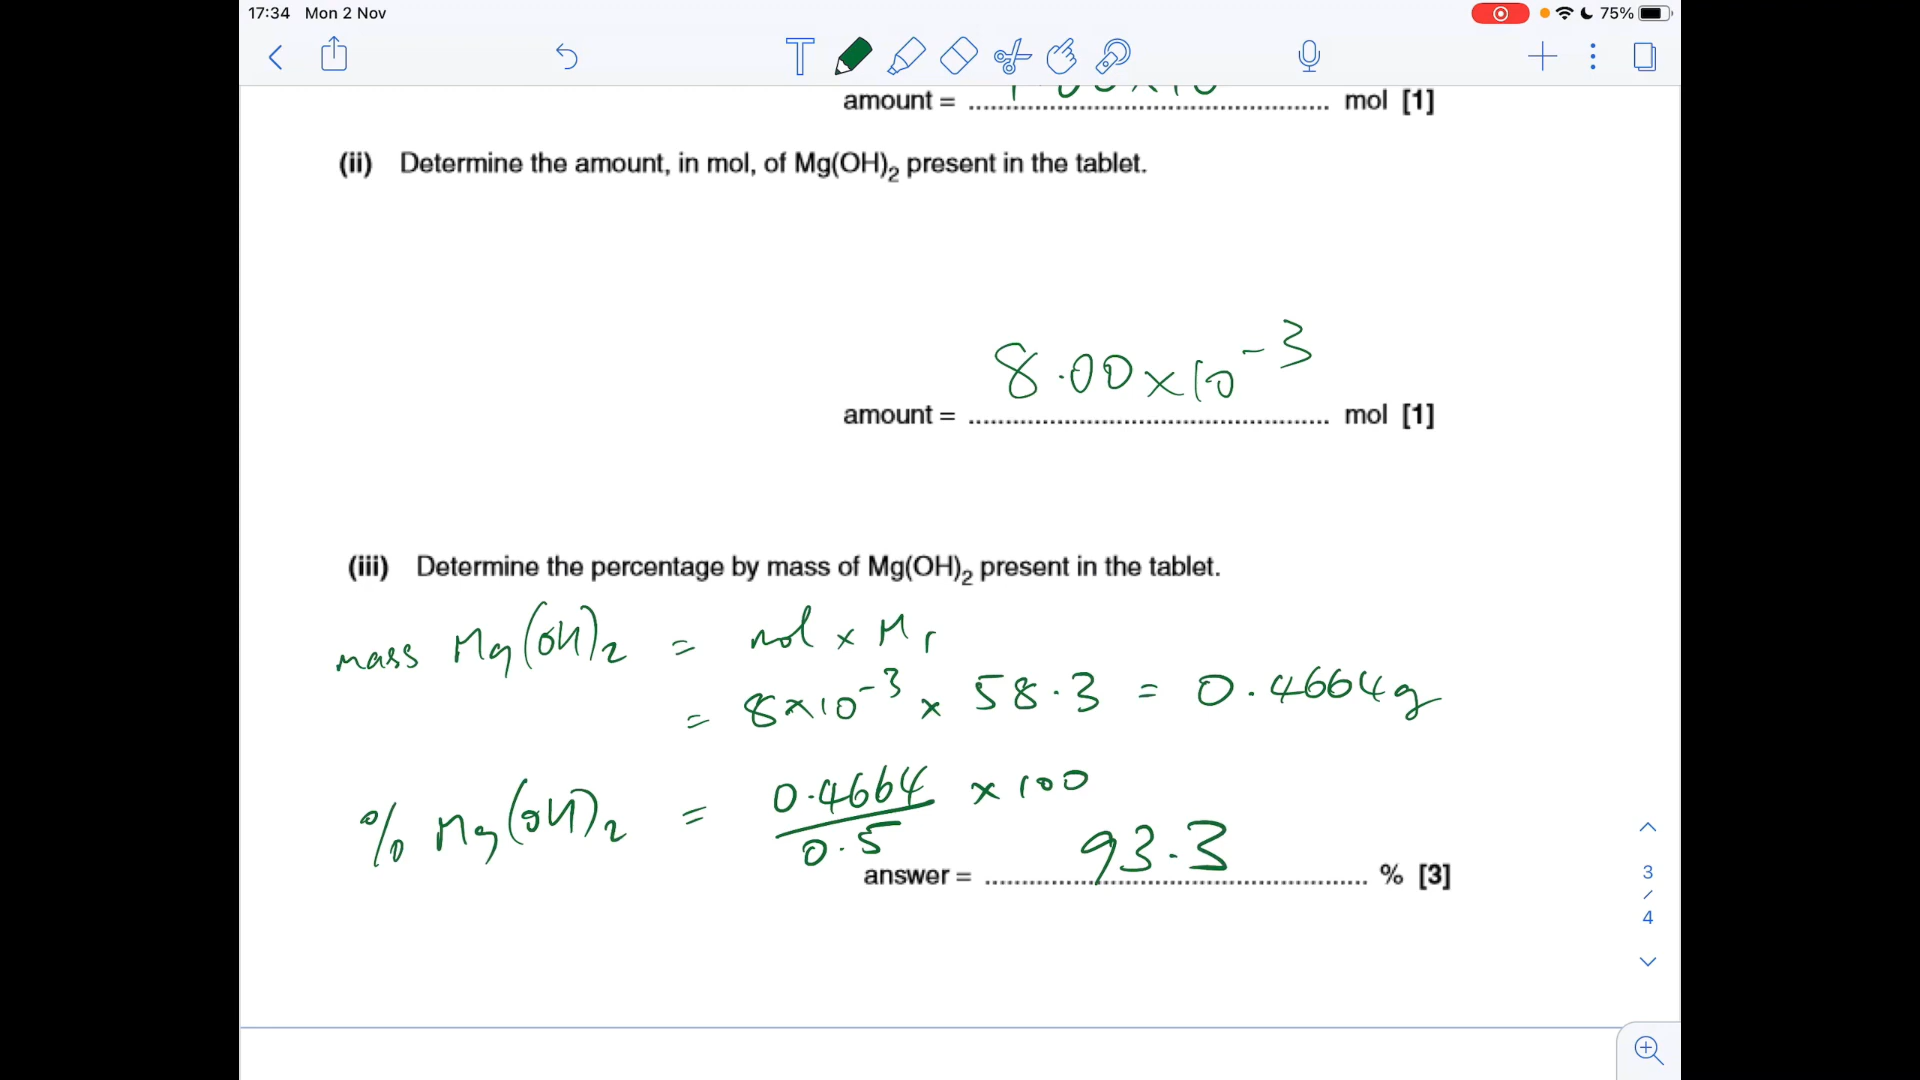 17:34 Mon 2 Nov
75%
amount = ........ mol [1]
(ii) Determine the amount, in mol, of Mg(OH)₂ present in the tablet.
8.00 × 10⁻³
amount = ........ mol [1]
(iii) Determine the percentage by mass of Mg(OH)₂ present in the tablet.
mass Mg(OH)₂ = mol × Mr
= 8×10⁻³ × 58.3 = 0.4664g
% Mg(OH)₂ = 0.4664 × 100
0.5
answer = 93.3 % [3]
3
/
4